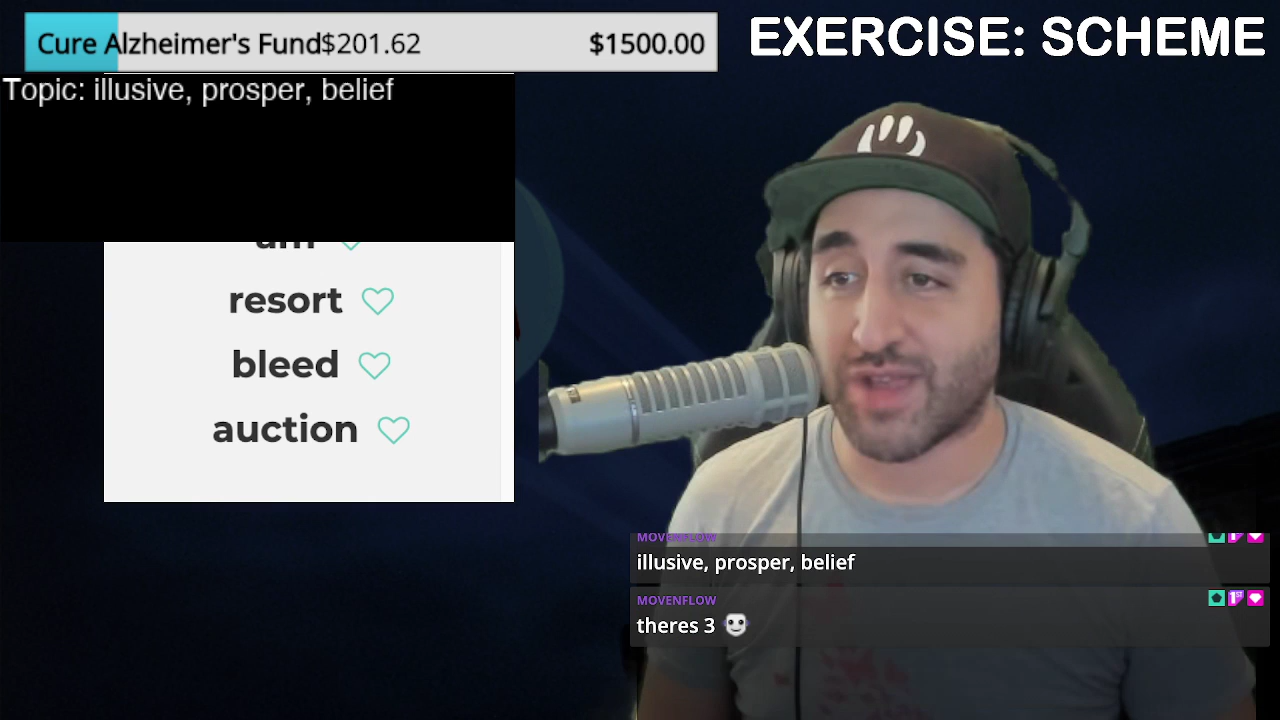 Cure Alzheimer's Fund$201.62 $1500.00
EXERCISE: SCHEME
Topic: illusive, prosper, belief
resort
bleed
auction
MOVENFLOW
illusive, prosper, belief
MOVENFLOW
theres 3